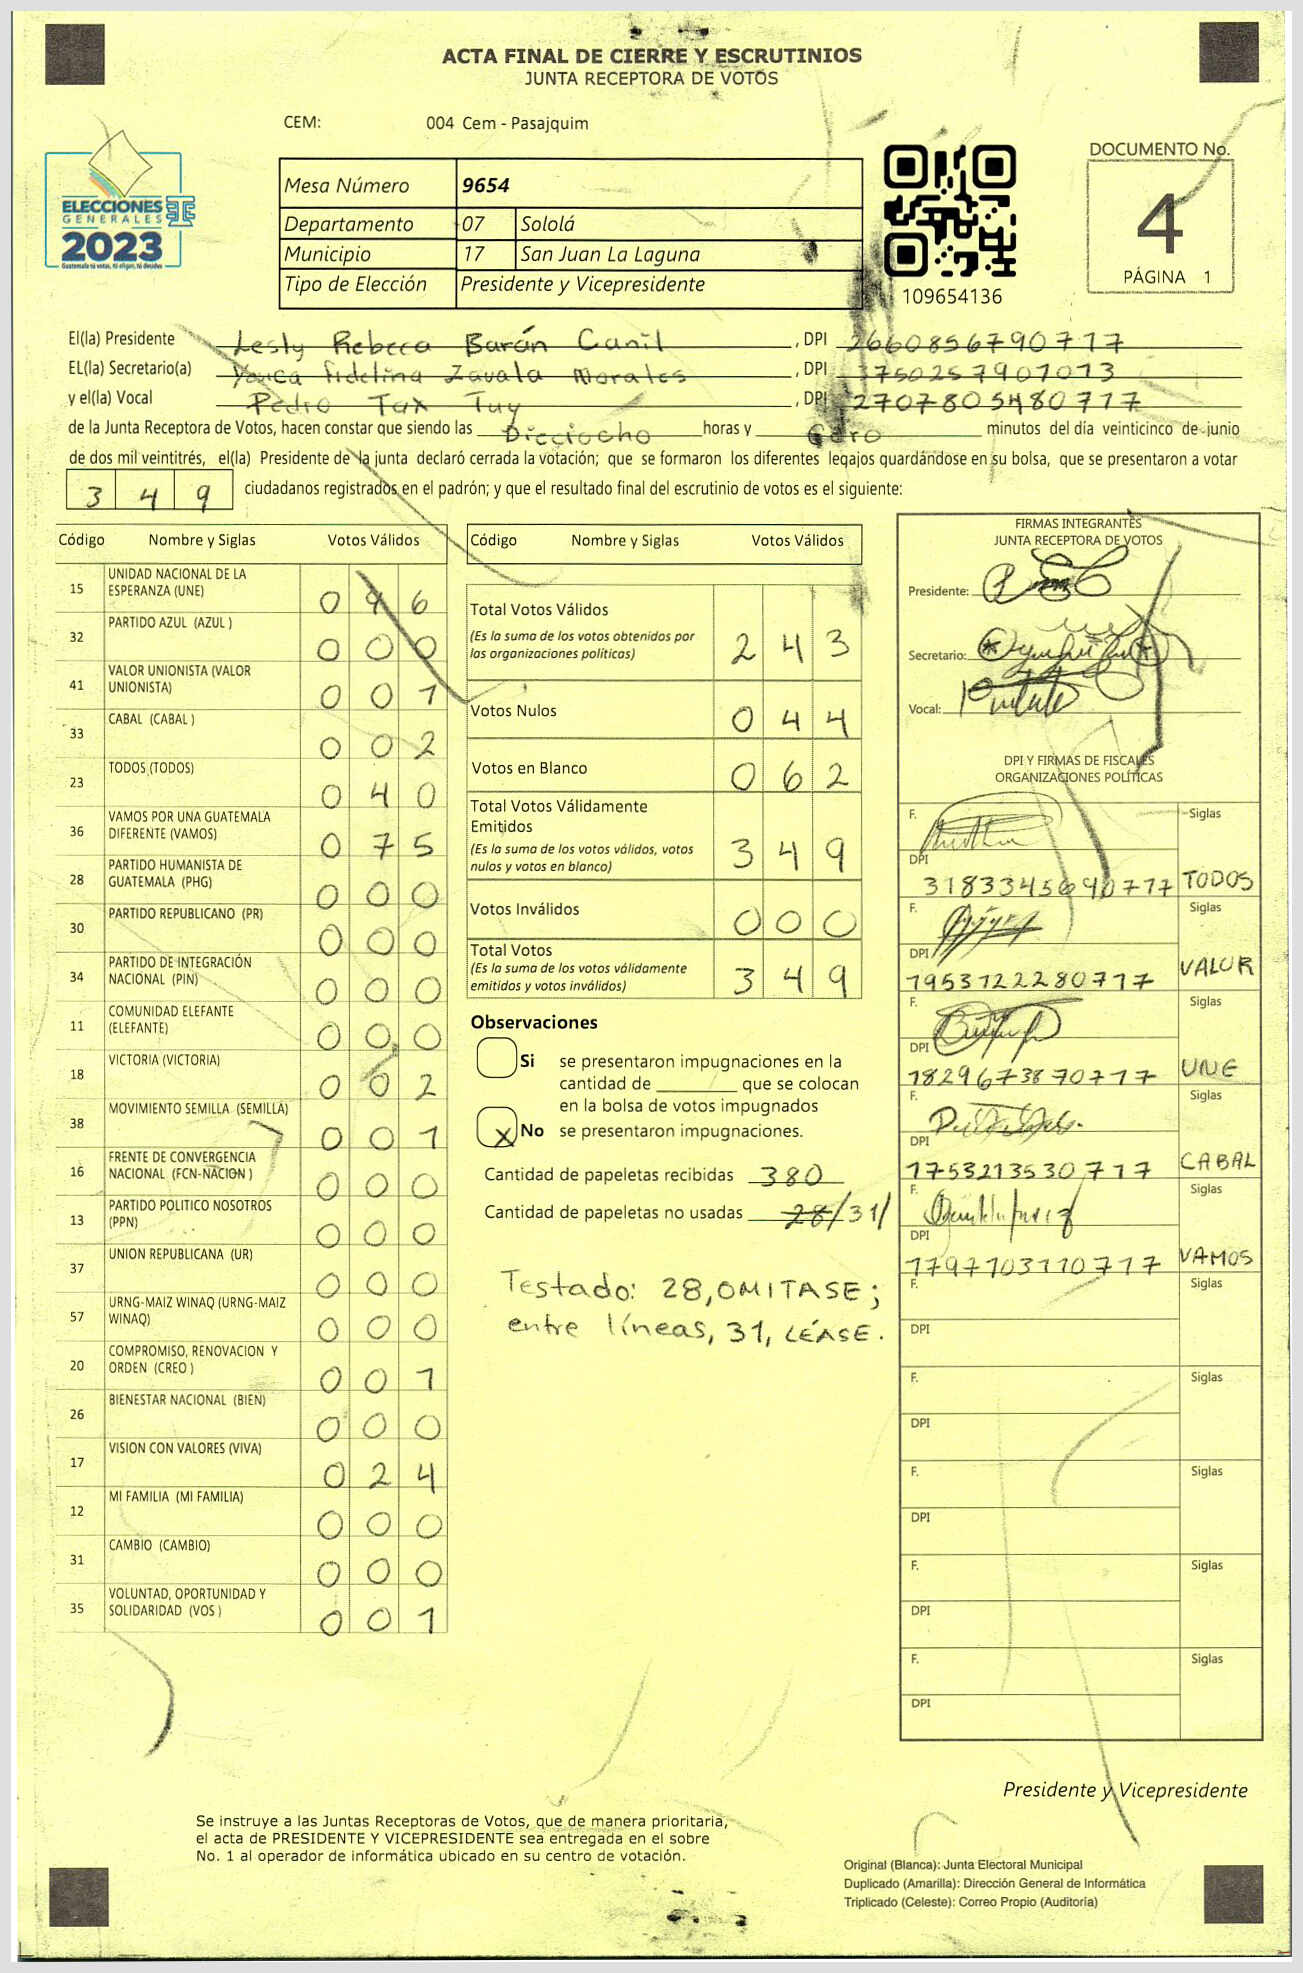 ACTA FINAL DE CIERRE Y ESCRUTINIOS
JUNTA RECEPTORA DE VOTOS
CEM: 004 Cem - Pasajquim
ELECCIONES
GENERALES
2023
Guatemala tú votas, tú eliges, tú decides
Mesa Número 9654
Departamento 07 Sololá
Municipio 17 San Juan La Laguna
Tipo de Elección Presidente y Vicepresidente
109654136
DOCUMENTO No.
4
PÁGINA 1
El(la) Presidente Lesly Rebeca Barán Canil, DPI 2660856790717
EL(la) Secretario(a) Fidelina Zavala Morales, DPI 3750257901013
y el(la) Vocal Pedro Tax Tuy, DPI 2707805480717
de la Junta Receptora de Votos, hacen constar que siendo las Dieciocho horas y Cero minutos del día veinticinco de junio
de dos mil veintitrés, el(la) Presidente de la junta declaró cerrada la votación; que se formaron los diferentes legajos guardándose en su bolsa, que se presentaron a votar
3 4 9 ciudadanos registrados en el padrón; y que el resultado final del escrutinio de votos es el siguiente:
Código Nombre y Siglas Votos Válidos
15 UNIDAD NACIONAL DE LA ESPERANZA (UNE) 0 9 6
32 PARTIDO AZUL (AZUL ) 0 0 0
41 VALOR UNIONISTA (VALOR UNIONISTA) 0 0 1
33 CABAL (CABAL ) 0 0 2
23 TODOS (TODOS) 0 4 0
36 VAMOS POR UNA GUATEMALA DIFERENTE (VAMOS) 0 7 5
28 PARTIDO HUMANISTA DE GUATEMALA (PHG) 0 0 0
30 PARTIDO REPUBLICANO (PR) 0 0 0
34 PARTIDO DE INTEGRACIÓN NACIONAL (PIN) 0 0 0
11 COMUNIDAD ELEFANTE (ELEFANTE) 0 0 0
18 VICTORIA (VICTORIA) 0 0 2
38 MOVIMIENTO SEMILLA (SEMILLA) 0 0 1
16 FRENTE DE CONVERGENCIA NACIONAL (FCN-NACION ) 0 0 0
13 PARTIDO POLITICO NOSOTROS (PPN) 0 0 0
37 UNION REPUBLICANA (UR) 0 0 0
57 URNG-MAIZ WINAQ (URNG-MAIZ WINAQ) 0 0 0
20 COMPROMISO, RENOVACION Y ORDEN (CREO ) 0 0 1
26 BIENESTAR NACIONAL (BIEN) 0 0 0
17 VISION CON VALORES (VIVA) 0 2 4
12 MI FAMILIA (MI FAMILIA) 0 0 0
31 CAMBIO (CAMBIO) 0 0 0
35 VOLUNTAD, OPORTUNIDAD Y SOLIDARIDAD (VOS ) 0 0 1
Código Nombre y Siglas Votos Válidos
Total Votos Válidos 2 4 3
(Es la suma de los votos obtenidos por
las organizaciones políticas)
Votos Nulos 0 4 4
Votos en Blanco 0 6 2
Total Votos Válidamente
Emitidos 3 4 9
(Es la suma de los votos válidos, votos
nulos y votos en blanco)
Votos Inválidos 0 0 0
Total Votos 3 4 9
(Es la suma de los votos válidamente
emitidos y votos inválidos)
Observaciones
Si se presentaron impugnaciones en la
cantidad de ________ que se colocan
en la bolsa de votos impugnados
X No se presentaron impugnaciones.
Cantidad de papeletas recibidas 380
Cantidad de papeletas no usadas 28/31/
Testado: 28, OMITASE;
entre líneas, 31, LÉASE.
FIRMAS INTEGRANTES
JUNTA RECEPTORA DE VOTOS
Presidente:
Secretario:
Vocal:
DPI Y FIRMAS DE FISCALES
ORGANIZACIONES POLÍTICAS
F. Siglas
DPI
3183345690717 TODOS
F. Siglas
DPI
1953122280717 VALOR
F. Siglas
DPI
1829673870717 UNE
F. Siglas
DPI
1753213530717 CABAL
F. Siglas
DPI
1797103110717 VAMOS
F. Siglas
DPI
F. Siglas
DPI
F. Siglas
DPI
F. Siglas
DPI
F. Siglas
DPI
Presidente y Vicepresidente
Se instruye a las Juntas Receptoras de Votos, que de manera prioritaria,
el acta de PRESIDENTE Y VICEPRESIDENTE sea entregada en el sobre
No. 1 al operador de informática ubicado en su centro de votación.
Original (Blanca): Junta Electoral Municipal
Duplicado (Amarilla): Dirección General de Informática
Triplicado (Celeste): Correo Propio (Auditoría)